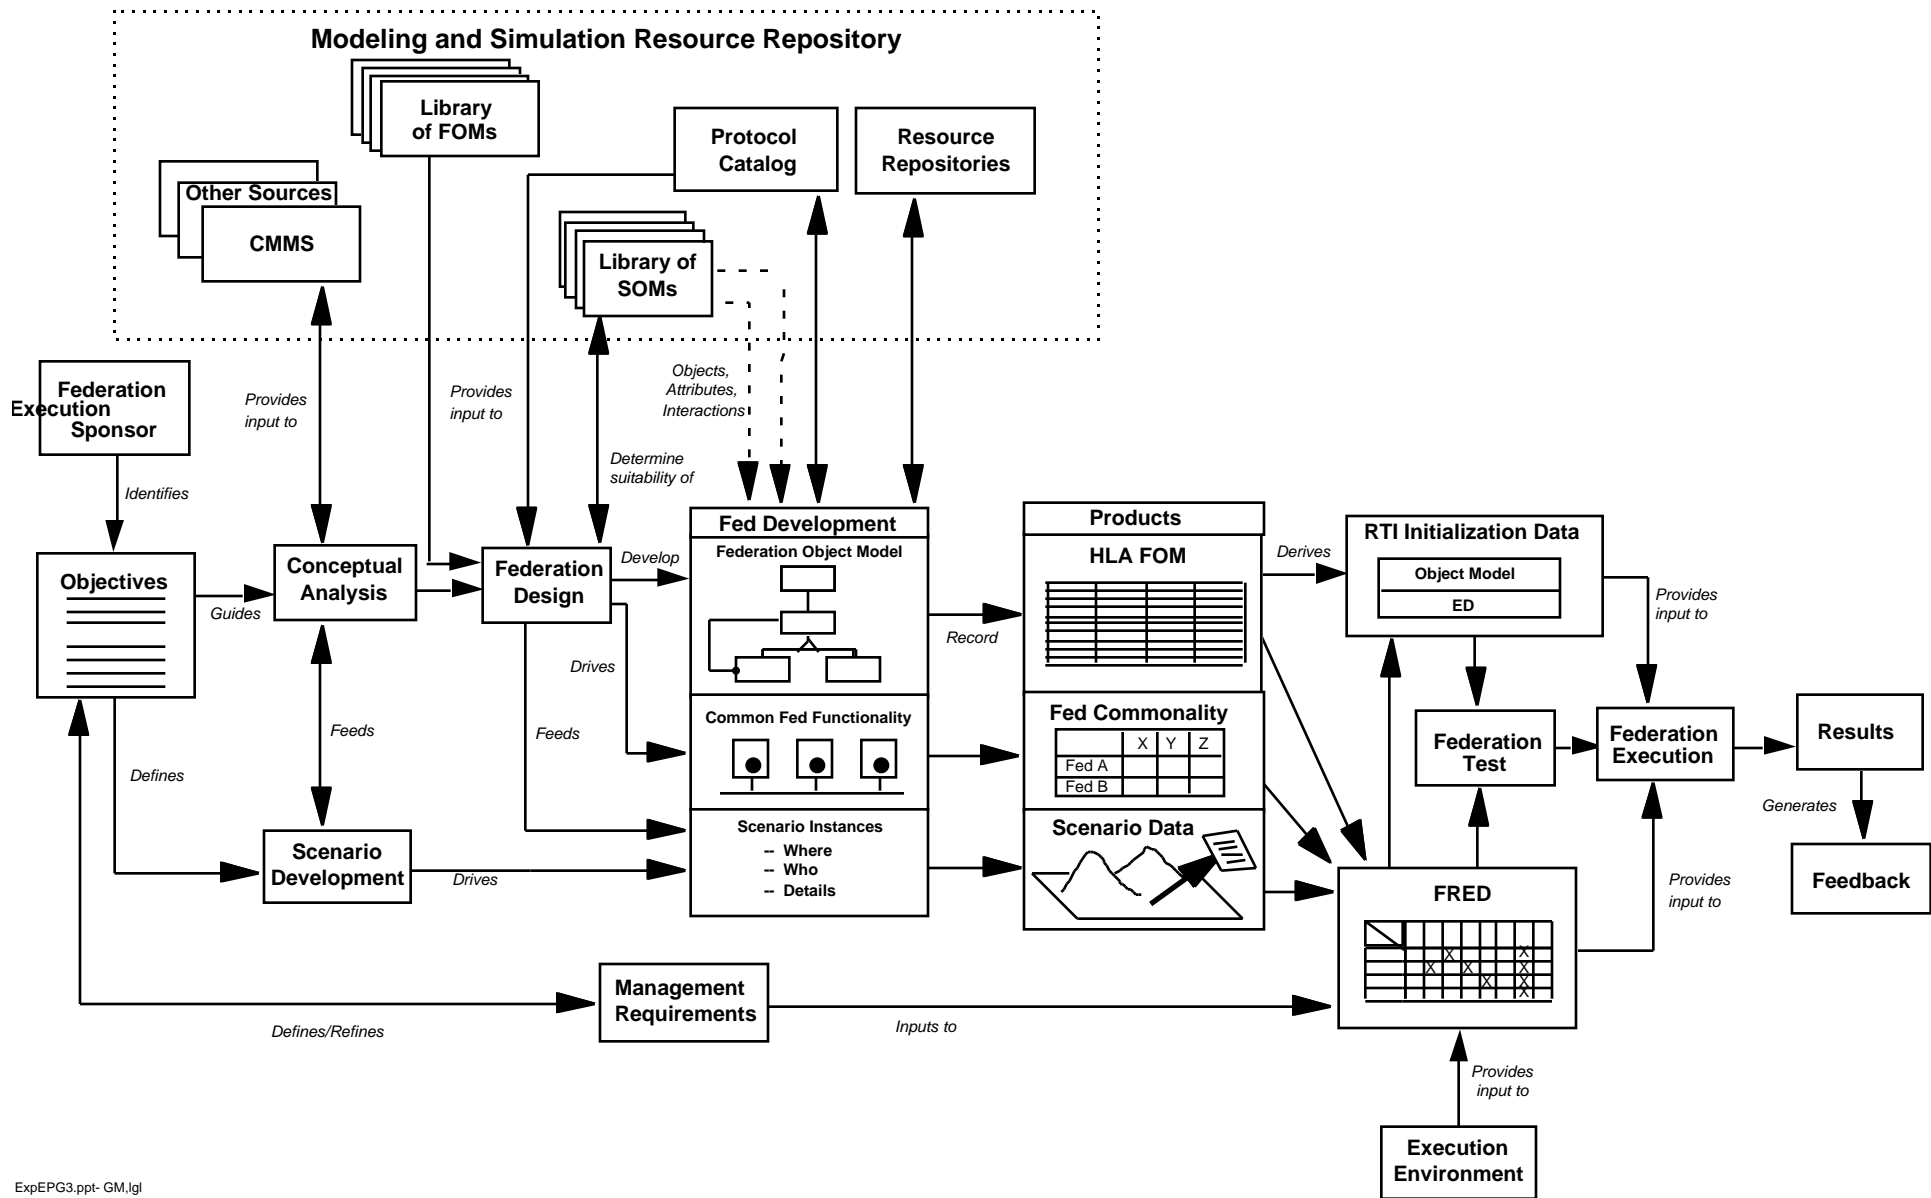 Modeling and Simulation Resource Repository
Library
of FOMs
Protocol
Catalog
Resource
Repositories
Other Sources
CMMS
Library of
SOMs
Federation
Execution
Sponsor
Provides
input to
Provides
input to
Objects,
Attributes,
Interactions
Determine
suitability of
Identifies
Objectives
Guides
Conceptual
Analysis
Federation
Design
Develop
Fed Development
Federation Object Model
Record
Products
HLA FOM
Derives
RTI Initialization Data
Object Model
ED
Provides
input to
Drives
Feeds
Feeds
Defines
Common Fed Functionality
Fed Commonality
X Y Z
Fed A
Fed B
Federation
Test
Federation
Execution
Results
Generates
Feedback
Scenario
Development
Drives
Scenario Instances
-- Where
-- Who
-- Details
Scenario Data
FRED
X X
X X X
X X
X
Provides
input to
Management
Requirements
Defines/Refines
Inputs to
Provides
input to
Execution
Environment
ExpEPG3.ppt- GM,lgl